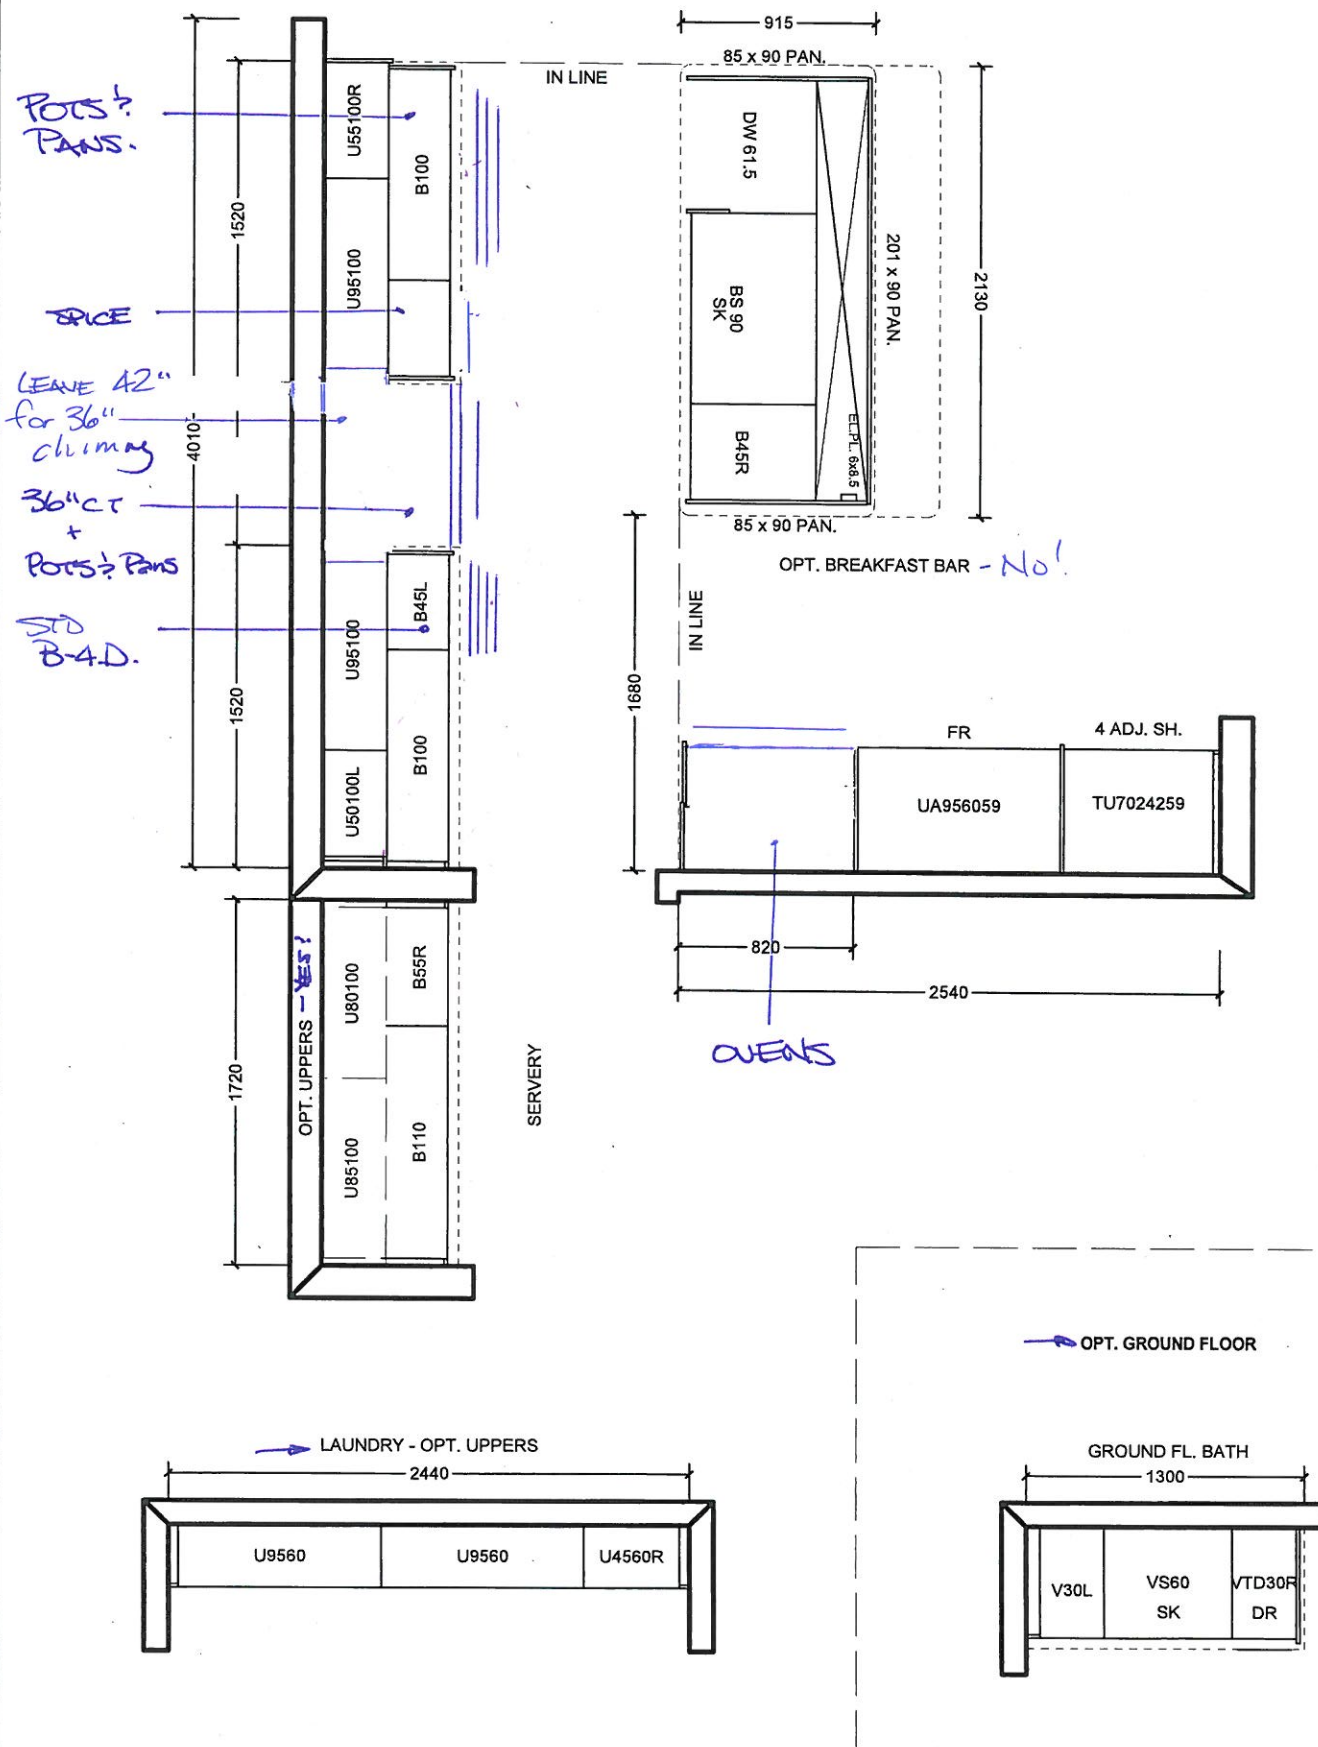 915
85 x 90 PAN.
IN LINE
POTS &
PANS.
U55100R
B100
DW 61.5
1520
U95100
201 x 90 PAN.
2130
SPICE
BS 90
SK
LEAVE 42"
for 36"
chimney
4010
B45R
EL.PL. 6x8.5
36" CT
+
POTS & Pans
85 x 90 PAN.
OPT. BREAKFAST BAR - No!
STD
B-4.D.
U95100
B45L
IN LINE
1520
1680
B100
U50100L
FR
4 ADJ. SH.
UA956059
TU7024259
820
2540
OVENS
OPT. UPPERS - YES!
U80100
B55R
1720
SERVERY
U85100
B110
OPT. GROUND FLOOR
LAUNDRY - OPT. UPPERS
2440
U9560
U9560
U4560R
GROUND FL. BATH
1300
V30L
VS60
SK
VTD30R
DR